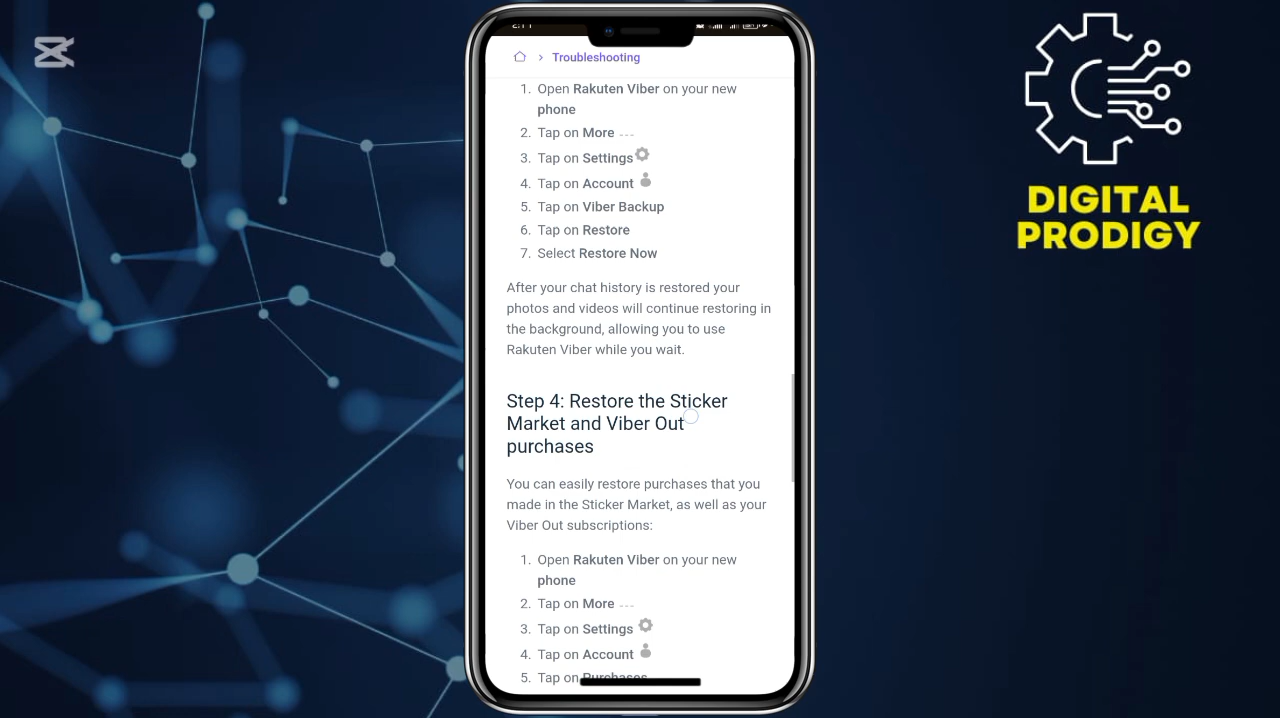 Troubleshooting
1. Open Rakuten Viber on your new
phone
2. Tap on More
3. Tap on Settings
4. Tap on Account
5. Tap on Viber Backup
6. Tap on Restore
7. Select Restore Now
After your chat history is restored your
photos and videos will continue restoring in
the background, allowing you to use
Rakuten Viber while you wait.
Step 4: Restore the Sticker
Market and Viber Out
purchases
You can easily restore purchases that you
made in the Sticker Market, as well as your
Viber Out subscriptions:
1. Open Rakuten Viber on your new
phone
2. Tap on More
3. Tap on Settings
4. Tap on Account
5. Tap on Purchases
DIGITAL
PRODIGY